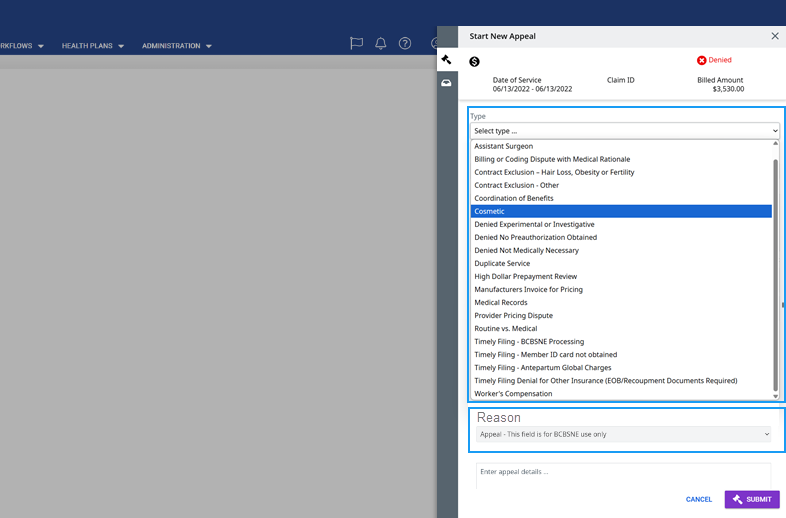 HEALTH PLANS
ADMINISTRATION
Start New Appeal
Denied
Date of Service
Claim ID
Billed Amount
06/13/2022 - 06/13/2022
$3,530.00
Type
Select type ...
Assistant Surgeon
Billing or Coding Dispute with Medical Rationale
Contract Exclusion – Hair Loss, Obesity or Fertility
Contract Exclusion - Other
Coordination of Benefits
Cosmetic
Denied Experimental or Investigative
Denied No Preauthorization Obtained
Denied Not Medically Necessary
Duplicate Service
High Dollar Prepayment Review
Manufacturers Invoice for Pricing
Medical Records
Provider Pricing Dispute
Routine vs. Medical
Timely Filing - BCBSNE Processing
Timely Filing - Member ID card not obtained
Timely Filing - Antepartum Global Charges
Timely Filing Denial for Other Insurance (EOB/Recoupment Documents Required)
Worker's Compensation
Reason
Appeal - This field is for BCBSNE use only
Enter appeal details ...
CANCEL
SUBMIT